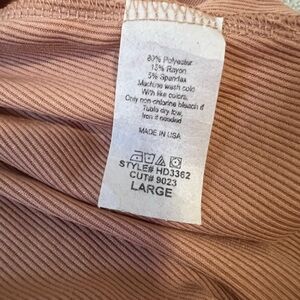 80% Polyester
15% Rayon
5% Spandex
Machine wash cold
With like colors.
Only non-chlorine bleach if
Tuble dry low.
Iron if needed
MADE IN USA
STYLE# HD3362
CUT# 9023
LARGE